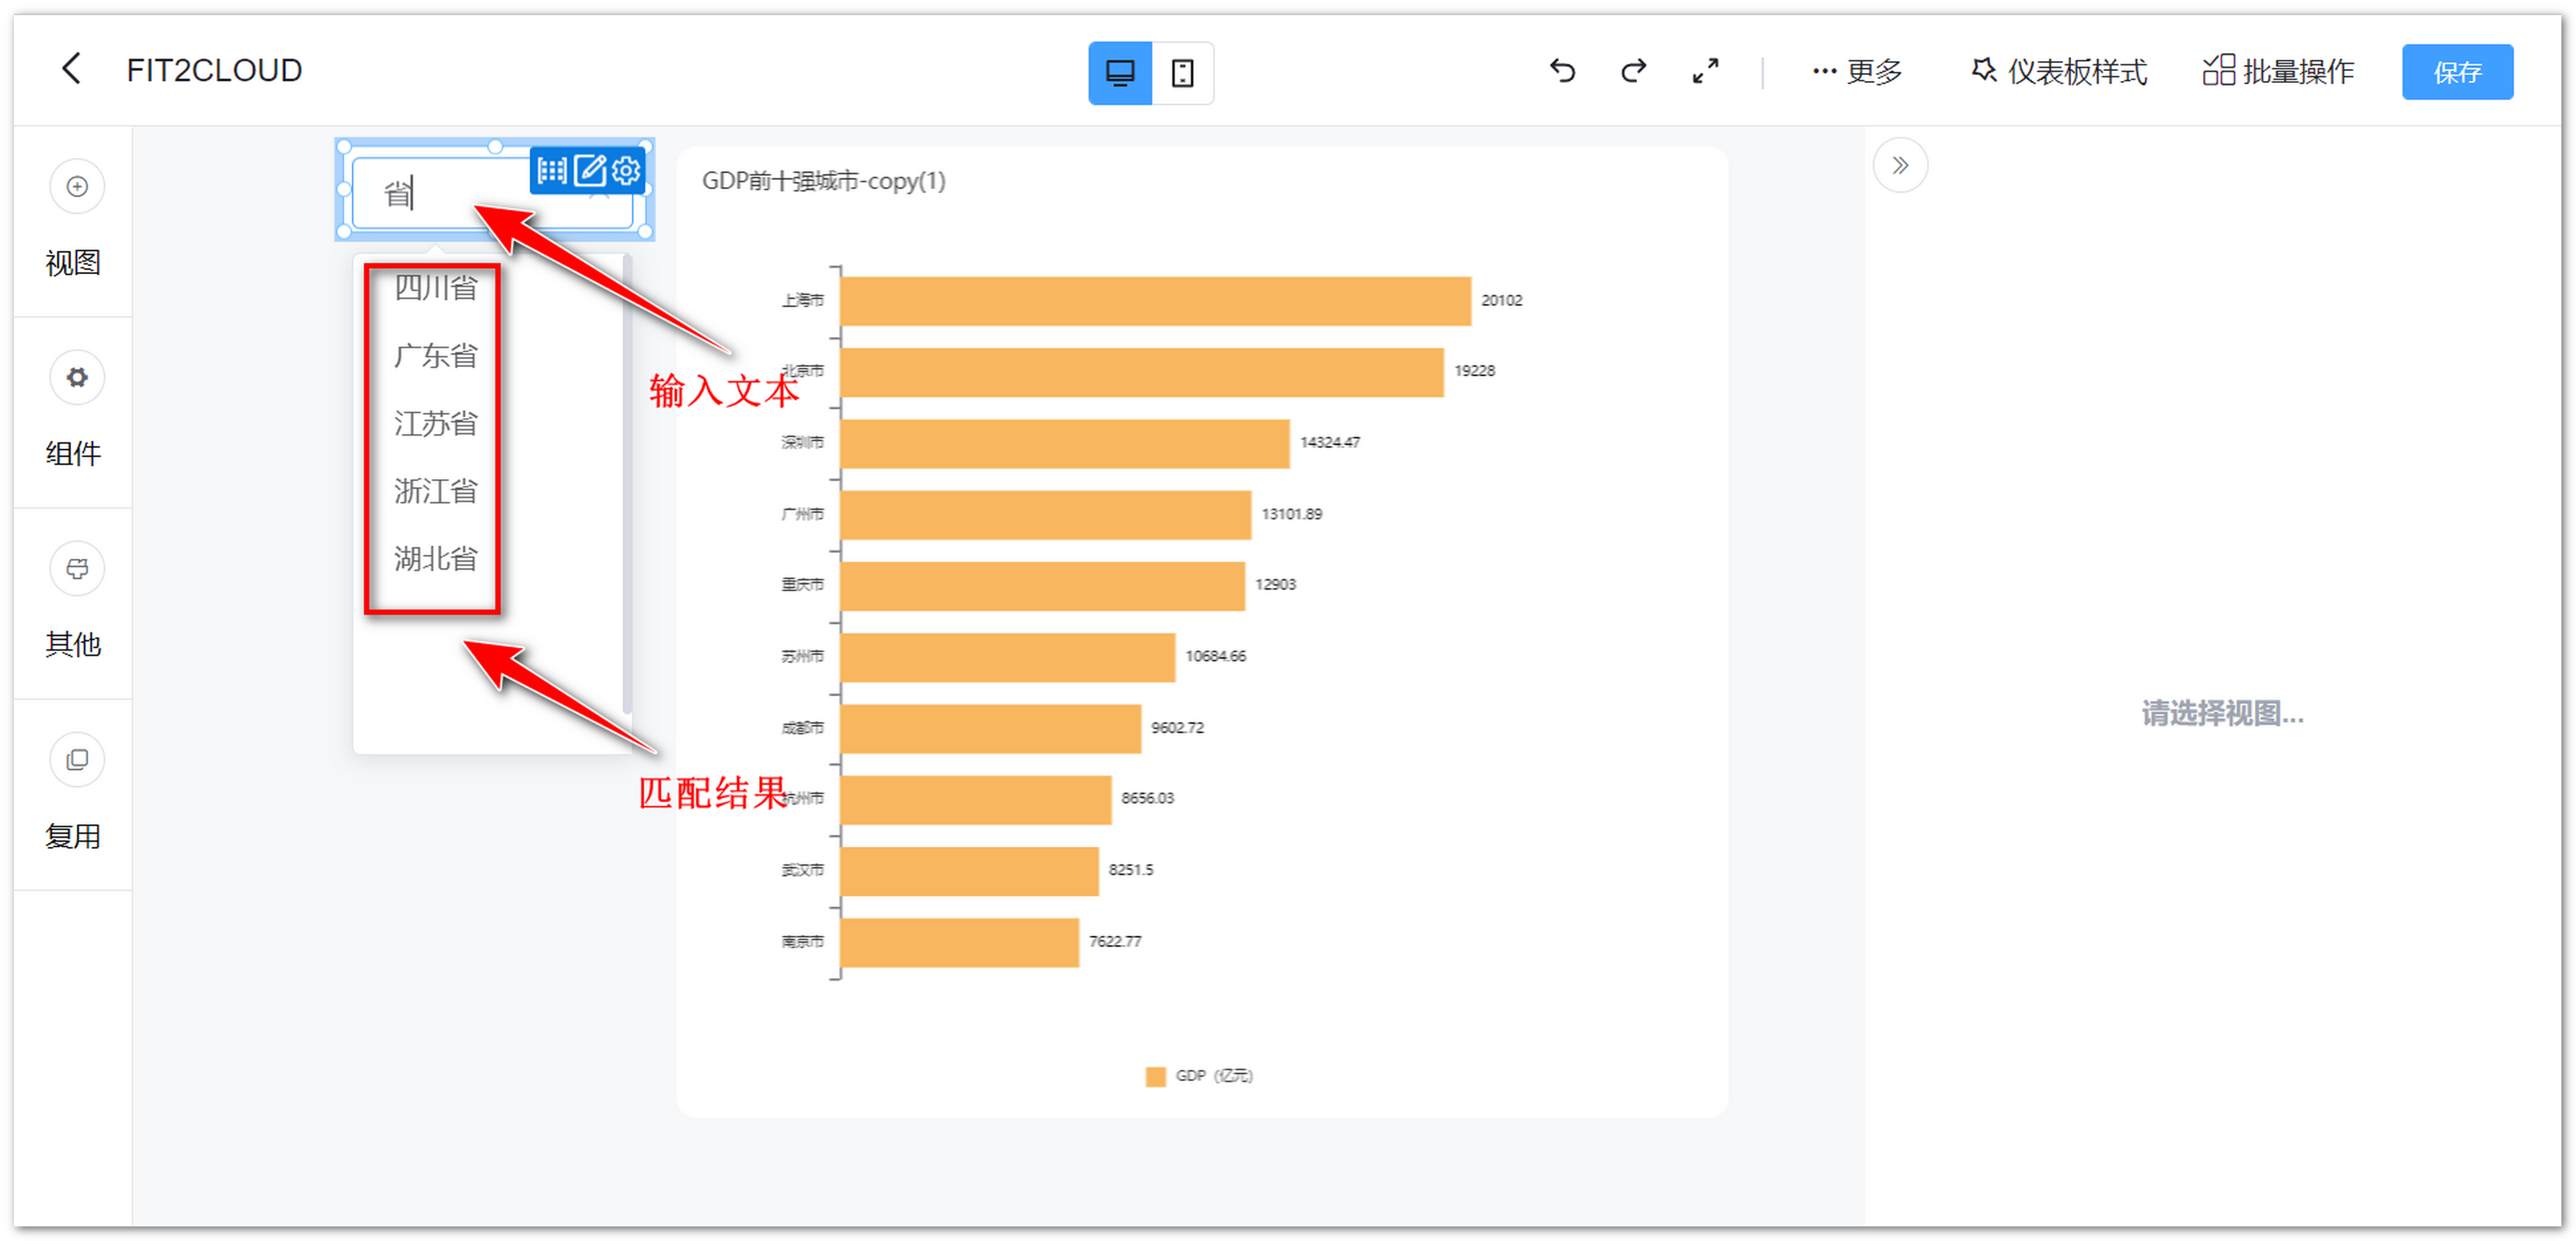 FIT2CLOUD
更多
仪表板样式
批量操作
保存
视图
组件
其他
复用
省
四川省
广东省
江苏省
浙江省
湖北省
输入文本
匹配结果
GDP前十强城市-copy(1)
上海市 20102
北京市 19228
深圳市 14324.47
广州市 13101.89
重庆市 12903
苏州市 10684.66
成都市 9602.72
杭州市 8656.03
武汉市 8251.5
南京市 7622.77
GDP（亿元）
请选择视图...